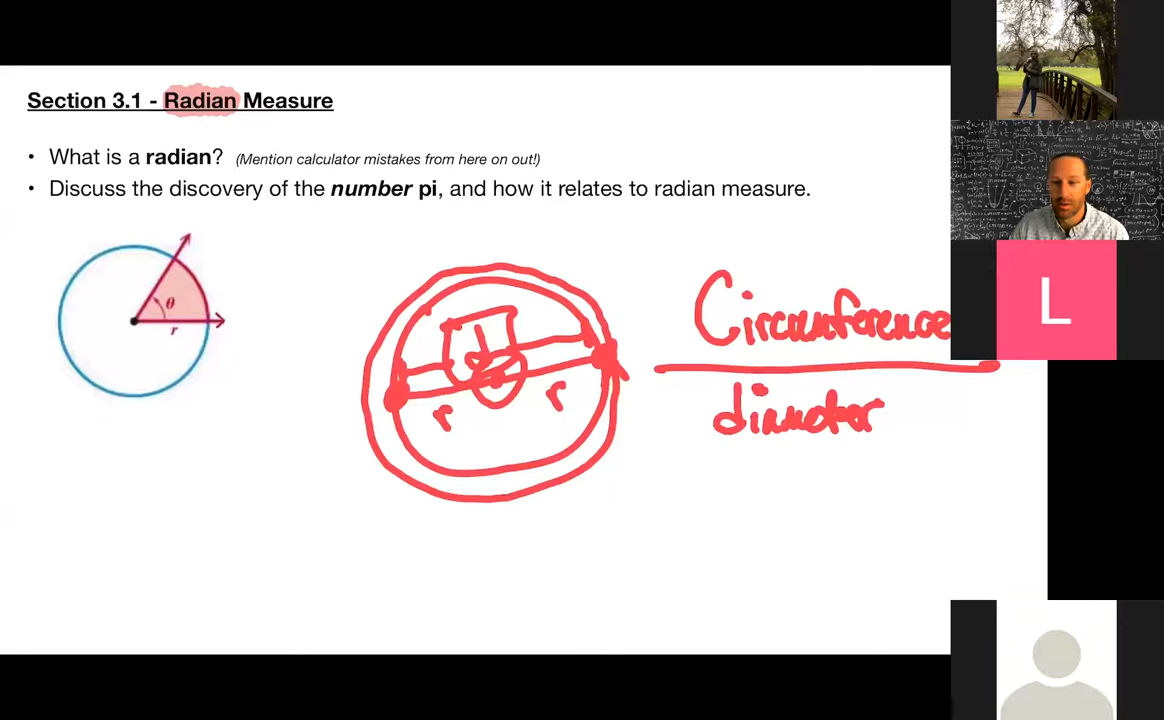 Section 3.1 - Radian Measure
• What is a radian? (Mention calculator mistakes from here on out!)
• Discuss the discovery of the number pi, and how it relates to radian measure.
θ
r
d
r r
Circumference
diameter
L